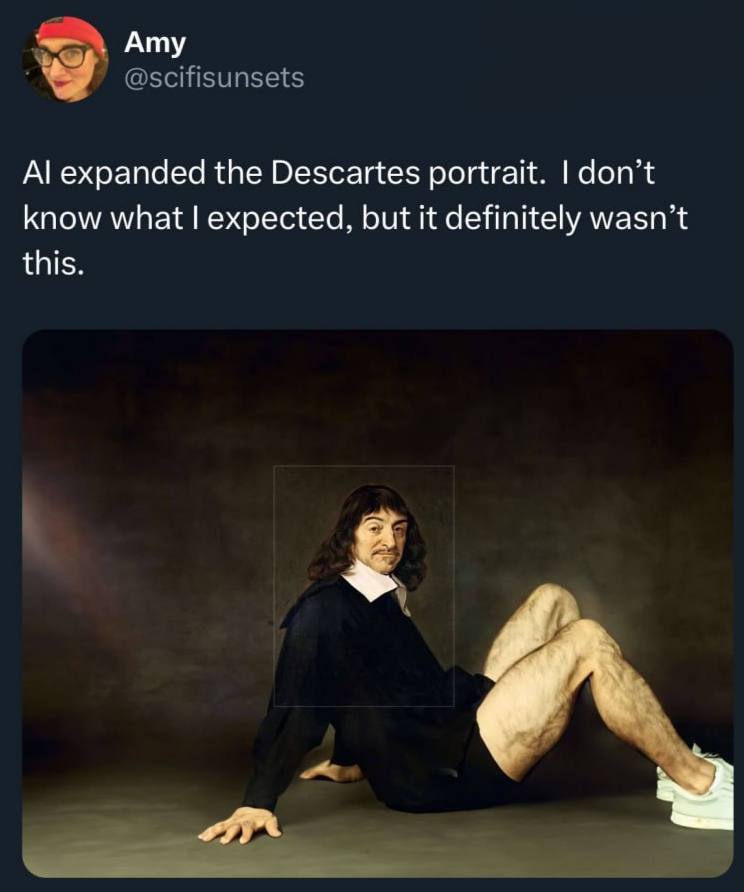 Amy
@scifisunsets
AI expanded the Descartes portrait.  I don’t
know what I expected, but it definitely wasn’t
this.